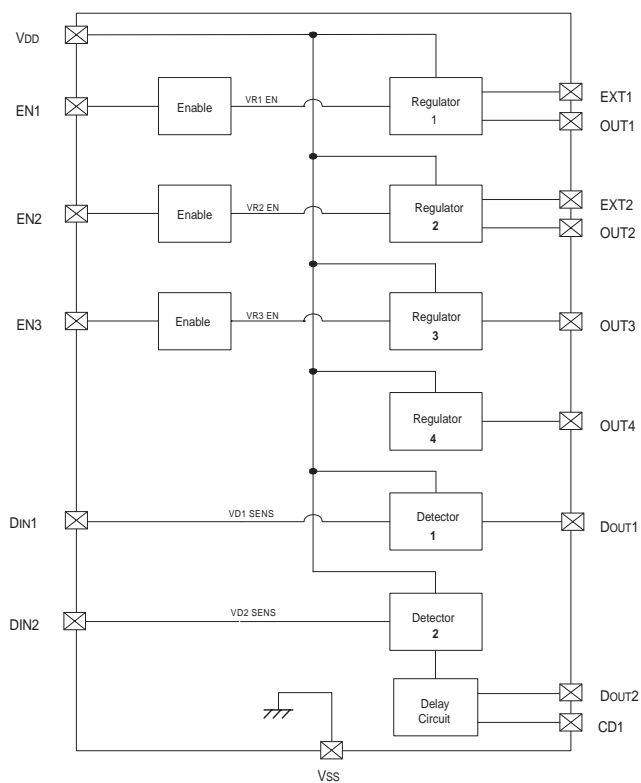 VDD
EN1
Enable
VR1 EN
Regulator
1
EXT1
OUT1
EN2
Enable
VR2 EN
Regulator
2
EXT2
OUT2
EN3
Enable
VR3 EN
Regulator
3
OUT3
Regulator
4
OUT4
DIN1
VD1 SENS
Detector
1
DOUT1
DIN2
VD2 SENS
Detector
2
Delay
Circuit
DOUT2
CD1
VSS